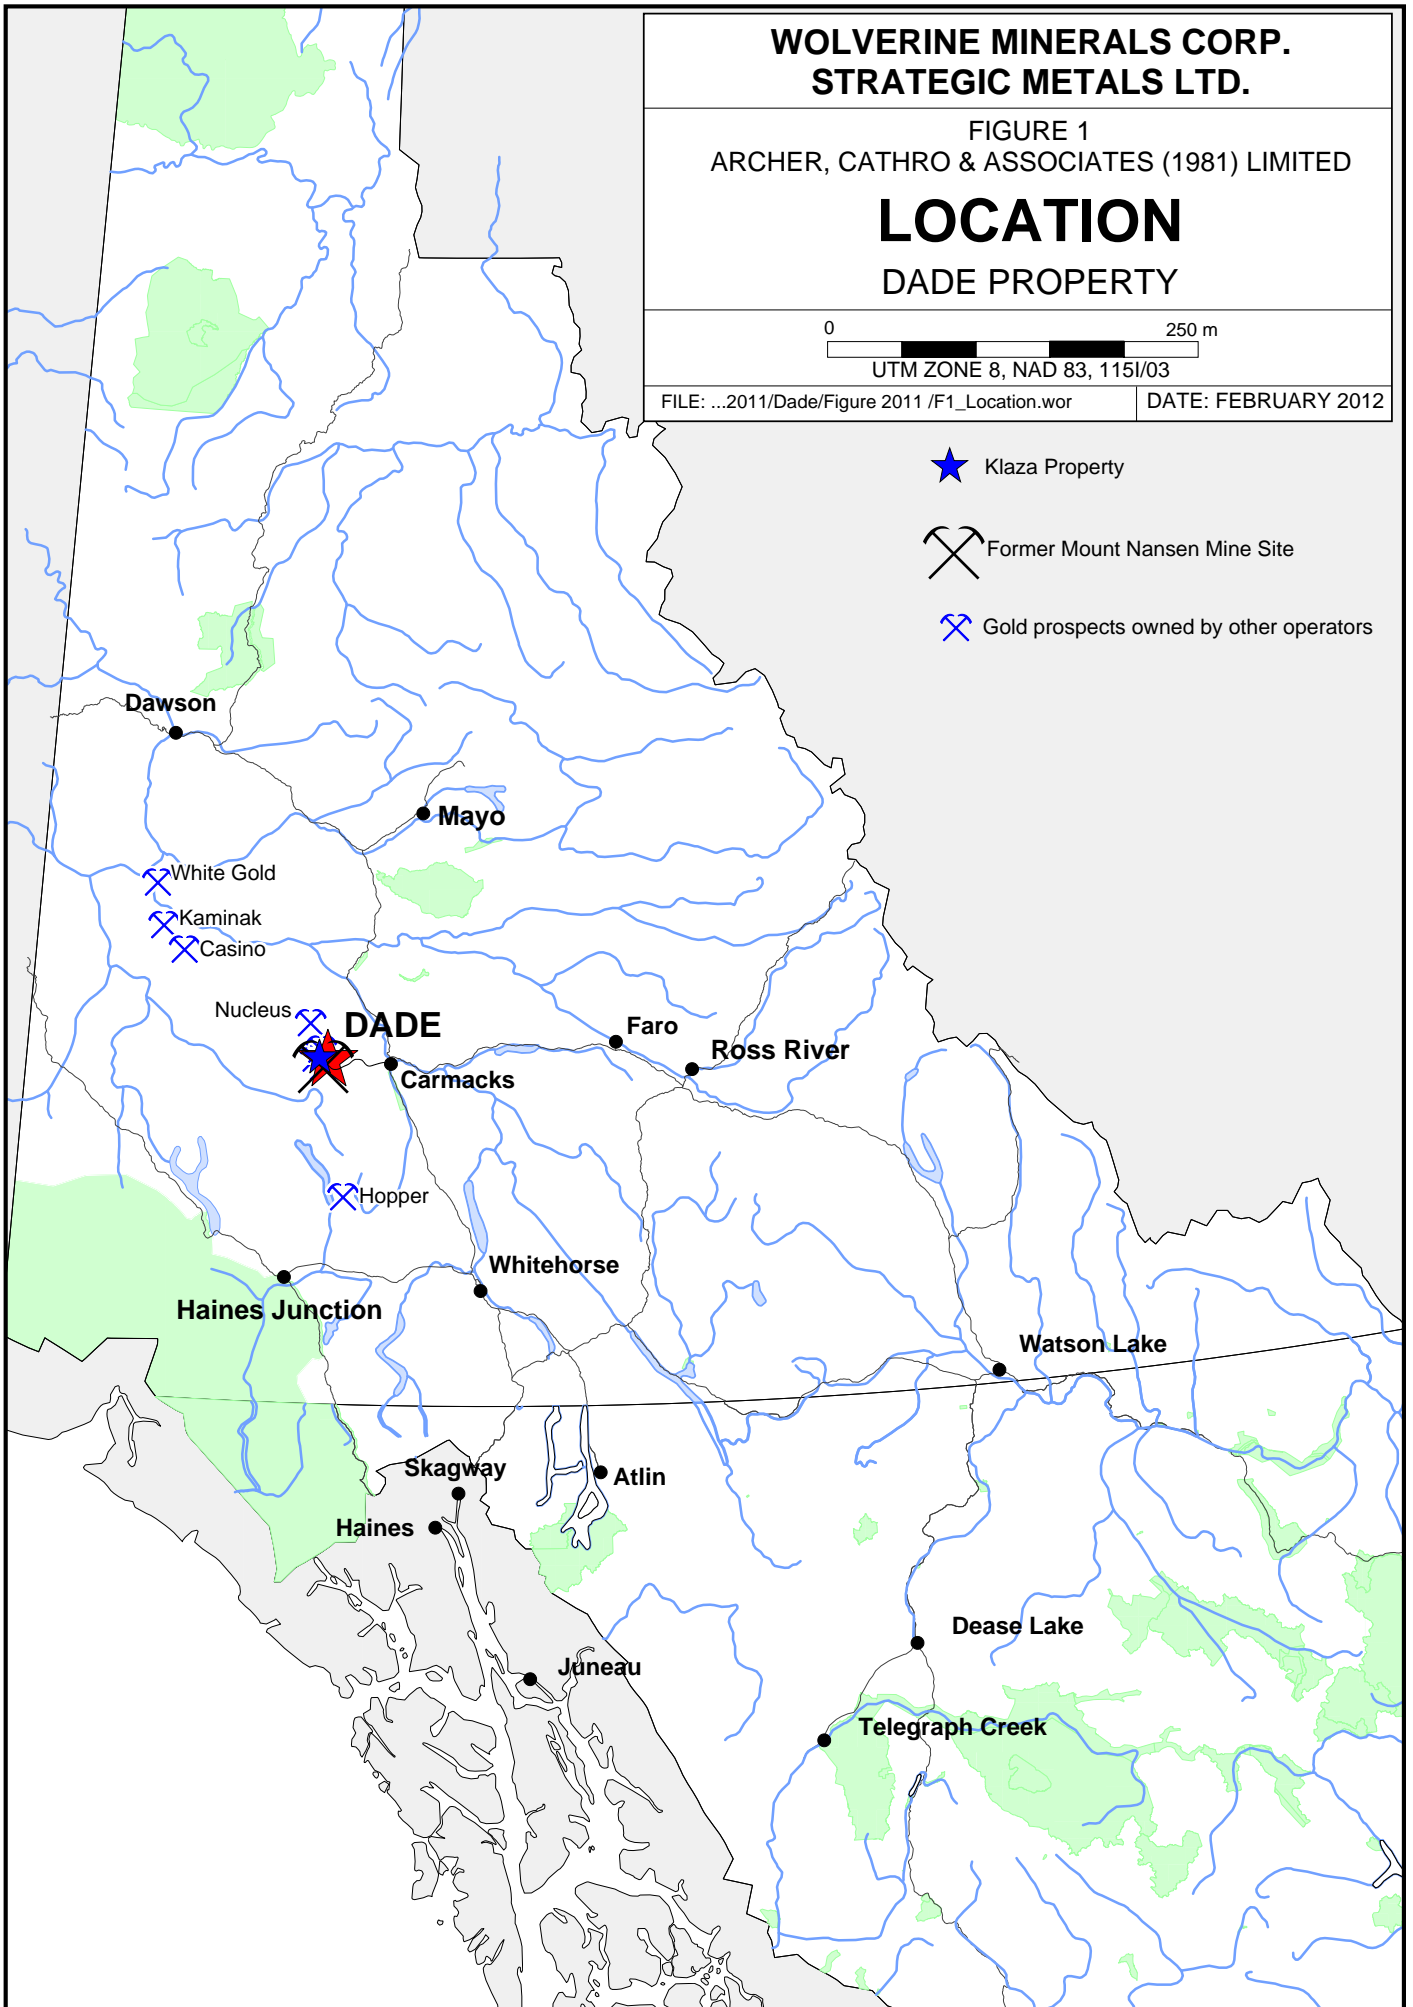 WOLVERINE MINERALS CORP.
STRATEGIC METALS LTD.
FIGURE 1
ARCHER, CATHRO & ASSOCIATES (1981) LIMITED
LOCATION
DADE PROPERTY
0 250 m
UTM ZONE 8, NAD 83, 115I/03
FILE: ...2011/Dade/Figure 2011 /F1_Location.wor DATE: FEBRUARY 2012
Klaza Property
Former Mount Nansen Mine Site
Gold prospects owned by other operators
Dawson
Mayo
White Gold
Kaminak
Casino
Nucleus
DADE
Faro
Ross River
Carmacks
Hopper
Whitehorse
Haines Junction
Watson Lake
Skagway
Atlin
Haines
Dease Lake
Juneau
Telegraph Creek